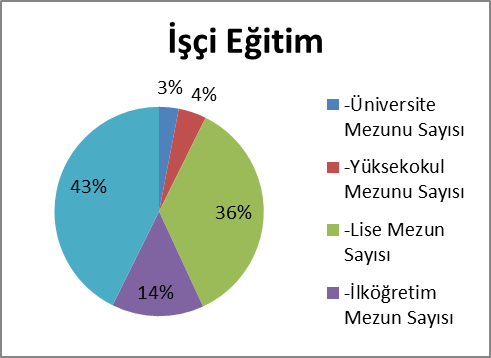 İşçi Eğitim
3%
4%
43%
36%
14%
-Üniversite
Mezunu Sayısı
-Yüksekokul
Mezunu Sayısı
-Lise Mezun
Sayısı
-İlköğretim
Mezun Sayısı